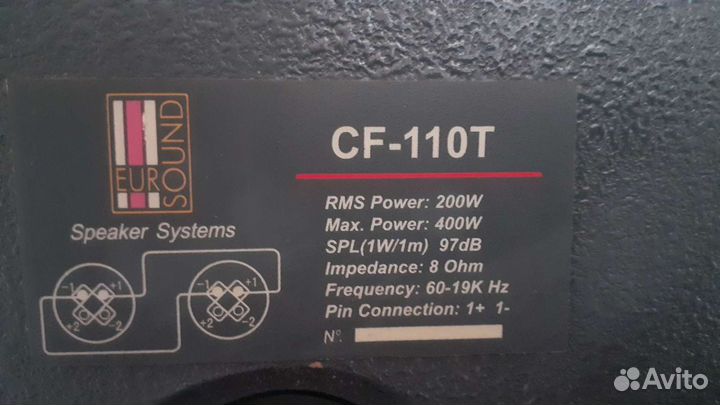 EURO SOUND
Speaker Systems
CF-110T
RMS Power: 200W
Max. Power: 400W
SPL(1W/1m) 97dB
Impedance: 8 Ohm
Frequency: 60-19K Hz
Pin Connection: 1+ 1-
Nº.
-1 +1
+2 -2
-1 +1
+2 -2
Avito